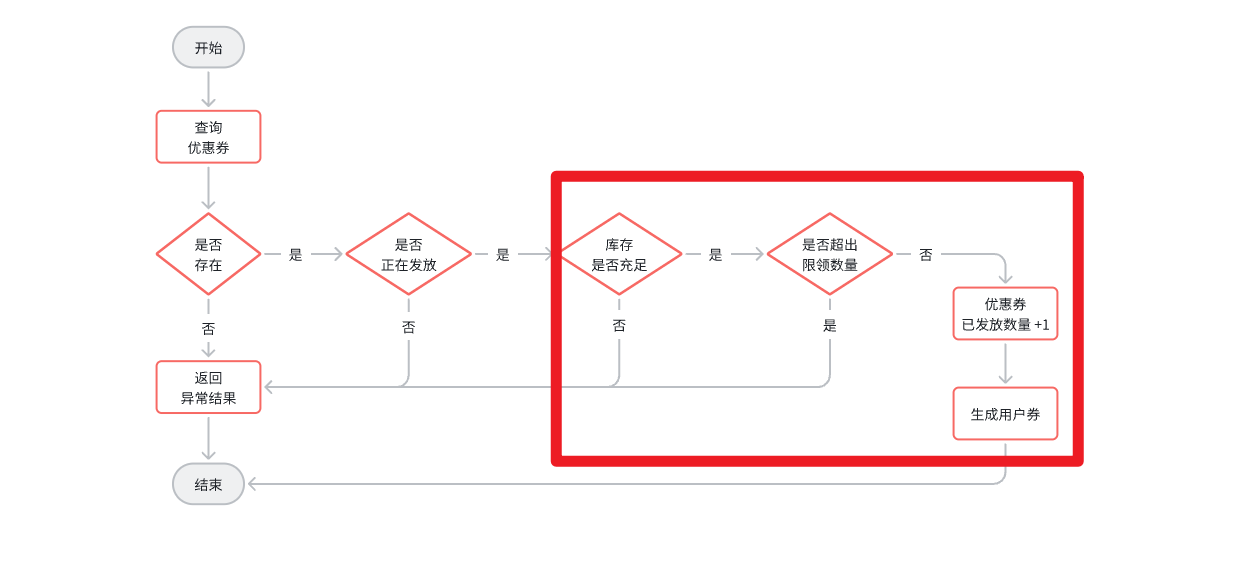 开始
查询
优惠券
是否
存在
是
是否
正在发放
是
库存
是否充足
是
是否超出
限领数量
否
优惠券
已发放数量 +1
否
否
否
是
返回
异常结果
生成用户券
结束